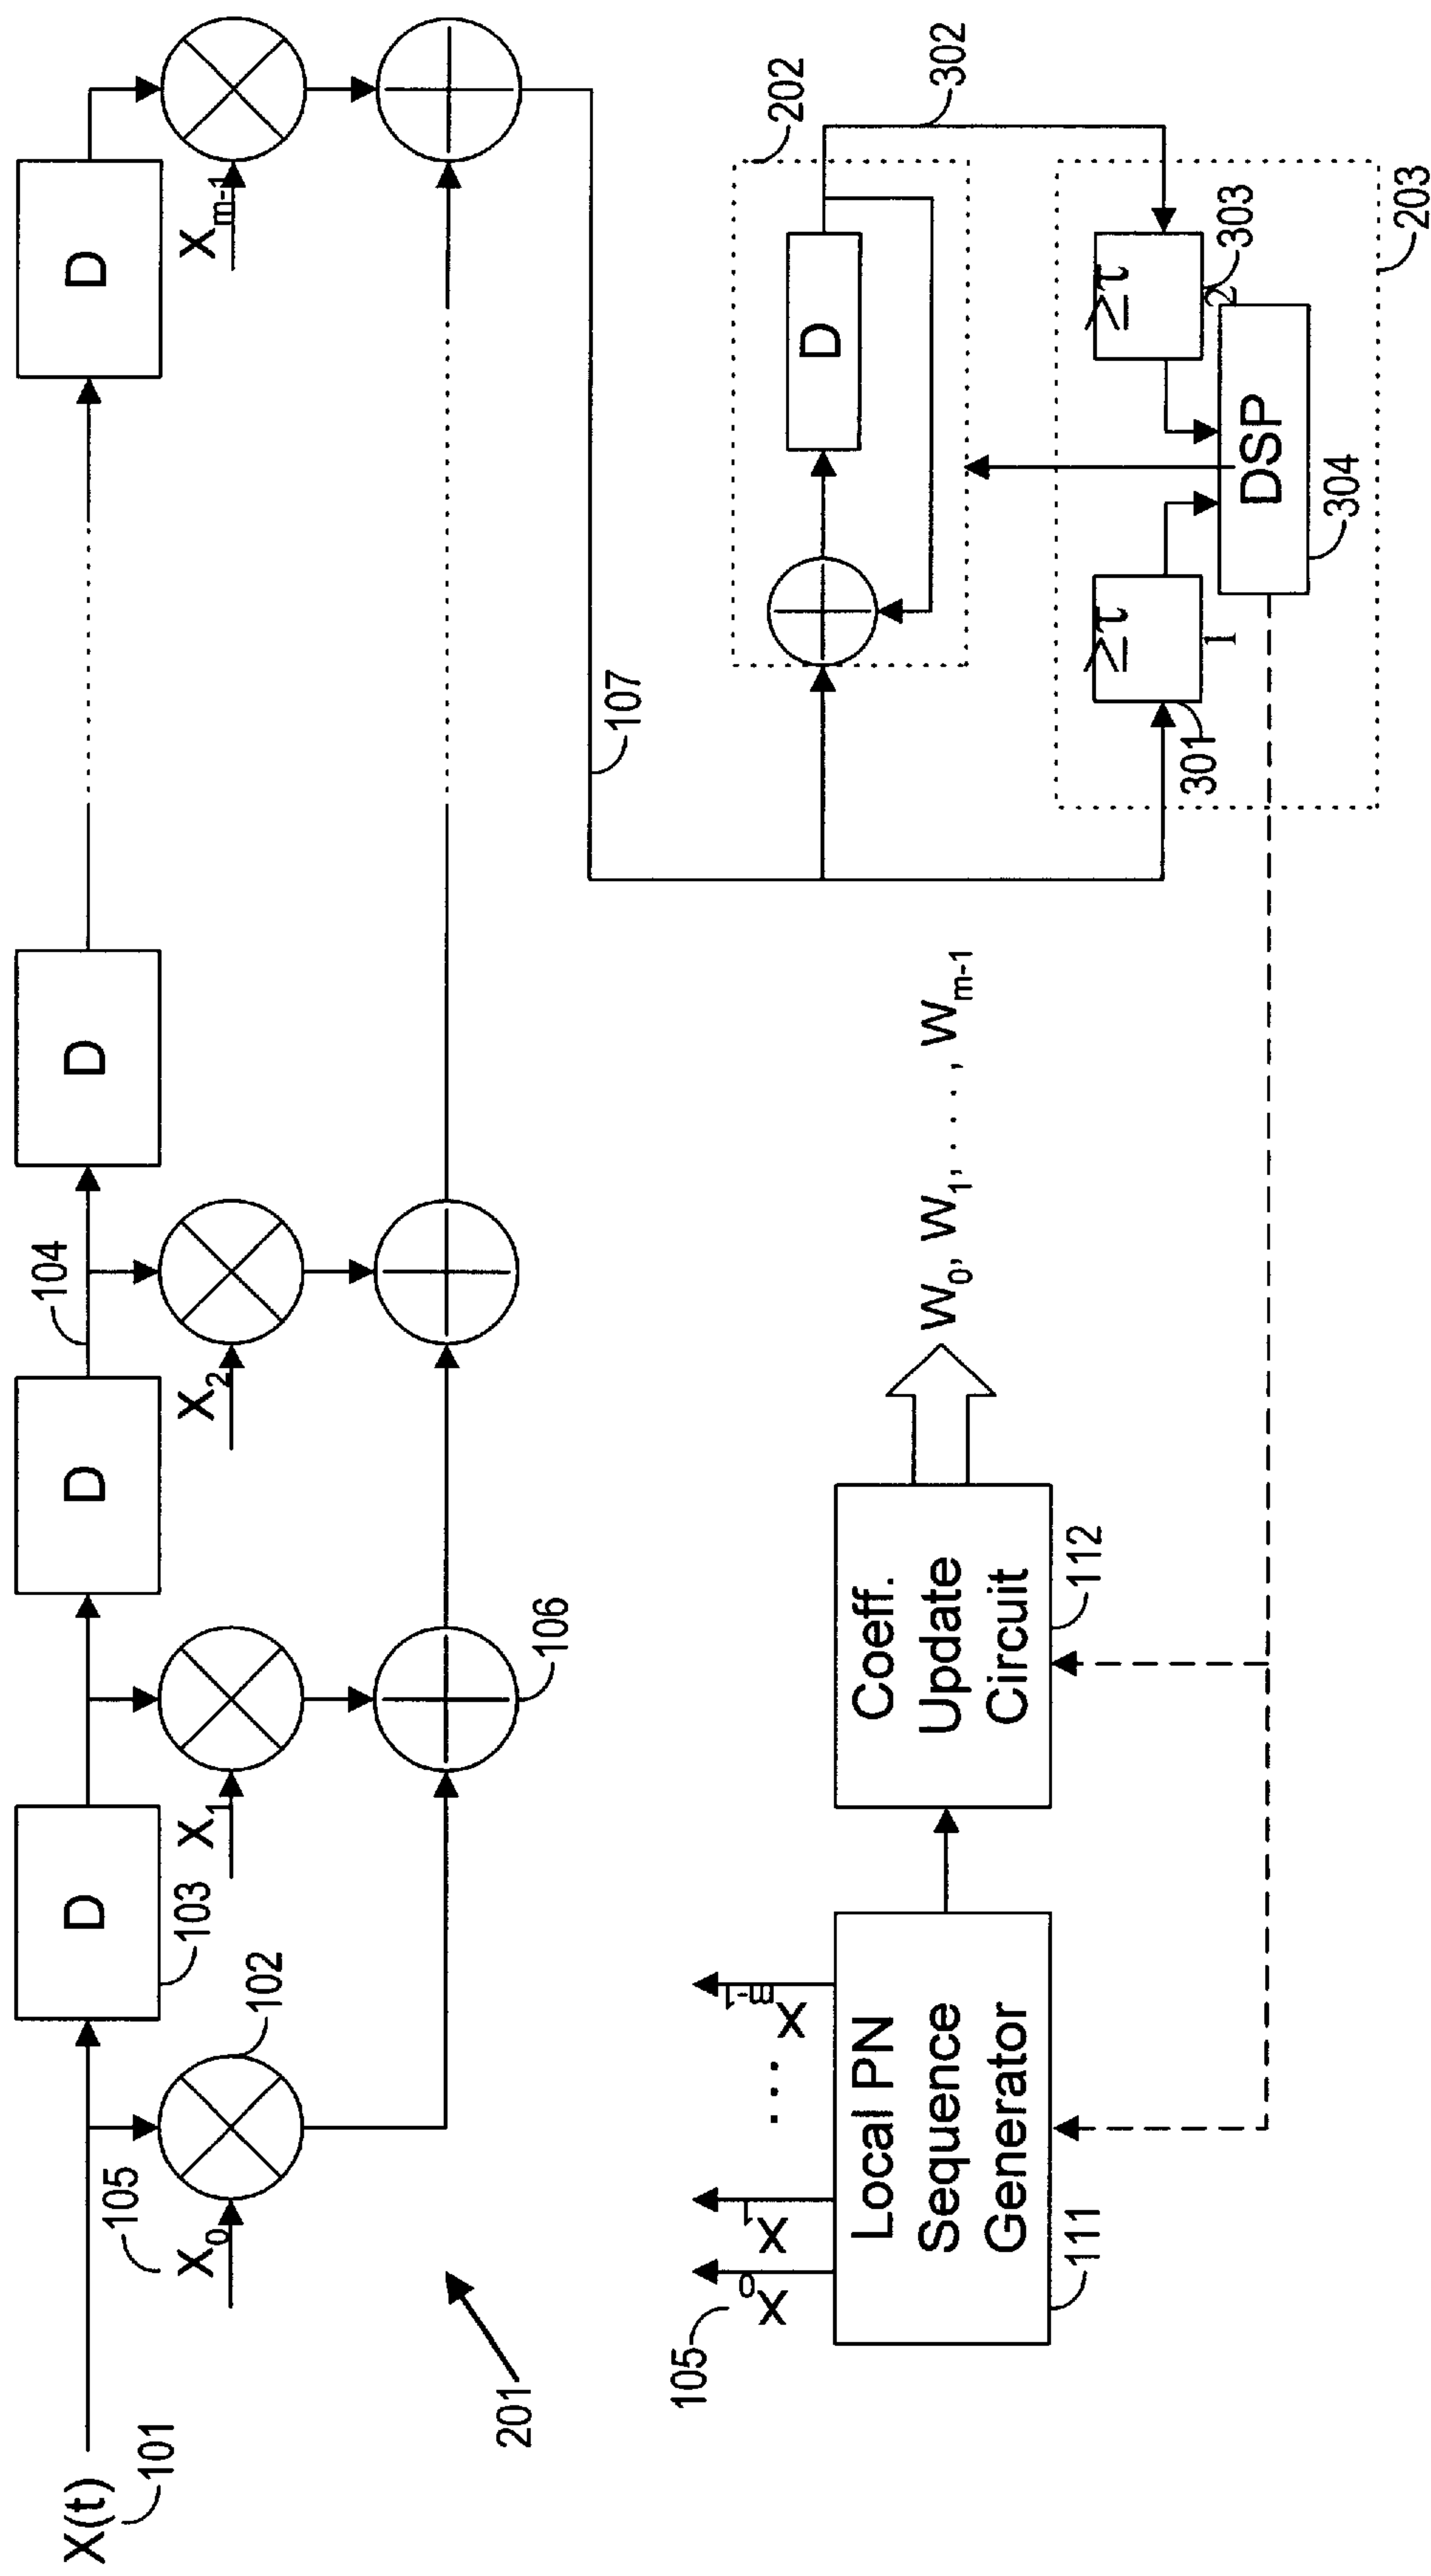 X(t)
101
105
X0
102
D
103
X1
D
104
X2
D
D
Xm-1
106
201
107
202
302
D
≥τ
1
301
≥τ
2
303
DSP
304
203
105
X0
X1
...
Xm-1
Local PN
Sequence
Generator
111
Coeff.
Update
Circuit
112
W0, W1, . . . , Wm-1